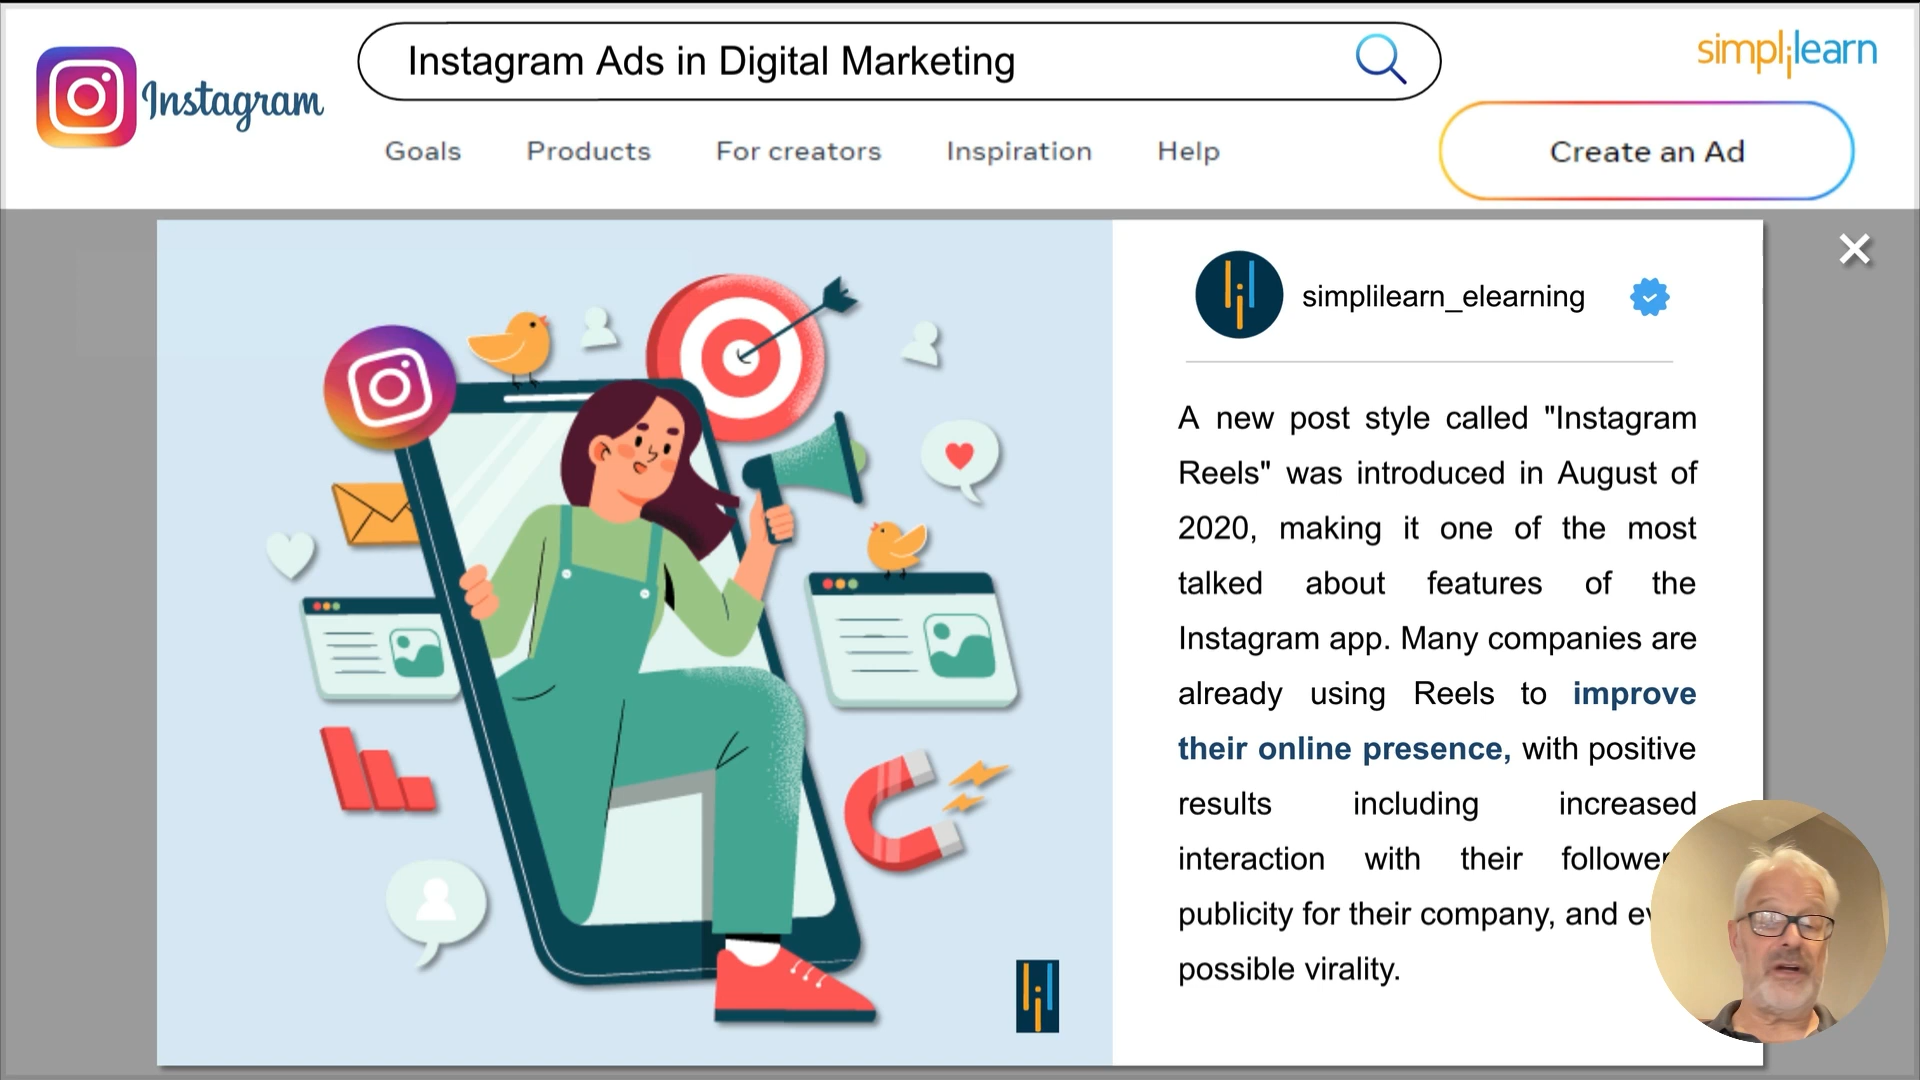 Instagram
Instagram Ads in Digital Marketing
simplilearn
Goals
Products
For creators
Inspiration
Help
Create an Ad
simplilearn_elearning
A new post style called "Instagram
Reels" was introduced in August of
2020, making it one of the most
talked about features of the
Instagram app. Many companies are
already using Reels to improve
their online presence, with positive
results including increased
interaction with their
publicity for their company, and
possible virality.